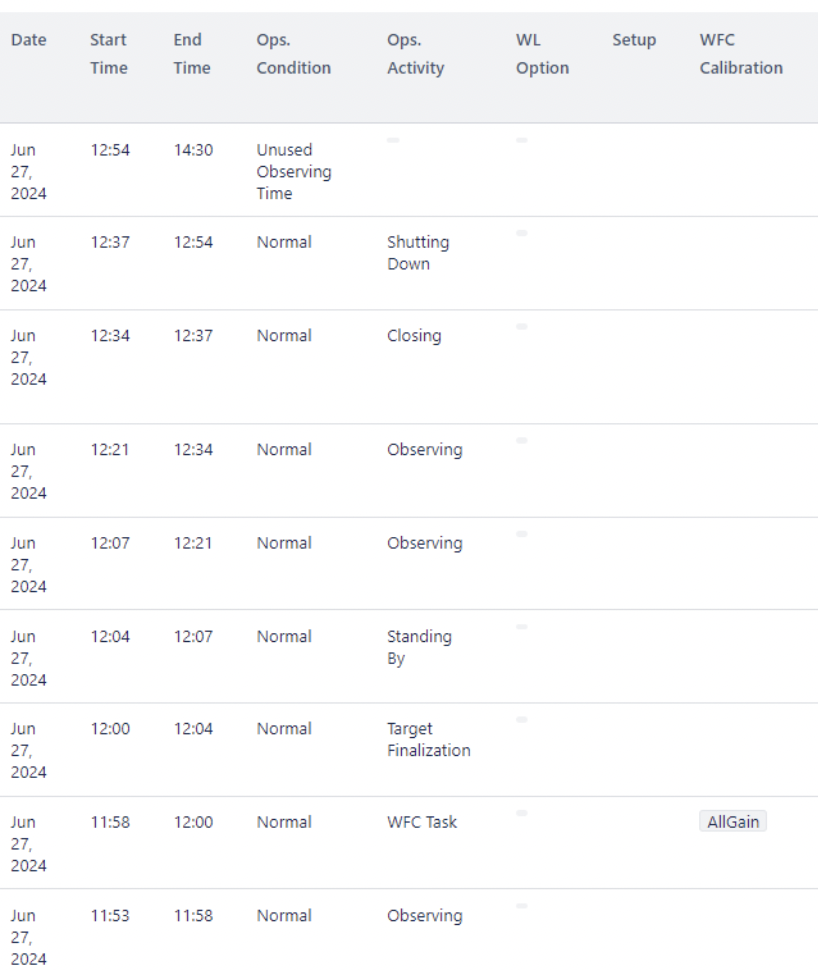 Date Start Time End Time Ops. Condition Ops. Activity WL Option Setup WFC Calibration
Jun 27, 2024 12:54 14:30 Unused Observing Time
Jun 27, 2024 12:37 12:54 Normal Shutting Down
Jun 27, 2024 12:34 12:37 Normal Closing
Jun 27, 2024 12:21 12:34 Normal Observing
Jun 27, 2024 12:07 12:21 Normal Observing
Jun 27, 2024 12:04 12:07 Normal Standing By
Jun 27, 2024 12:00 12:04 Normal Target Finalization
Jun 27, 2024 11:58 12:00 Normal WFC Task AllGain
Jun 27, 2024 11:53 11:58 Normal Observing